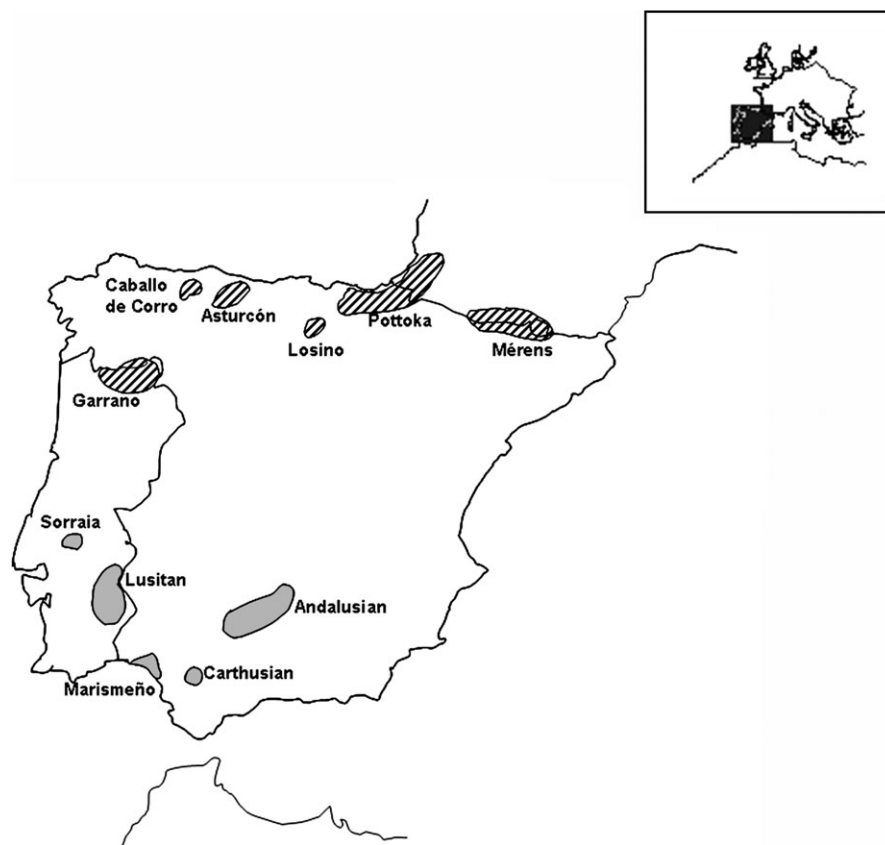 Caballo
de Corro
Asturcón
Pottoka
Losino
Mérens
Garrano
Sorraia
Lusitan
Andalusian
Carthusian
Marismeño